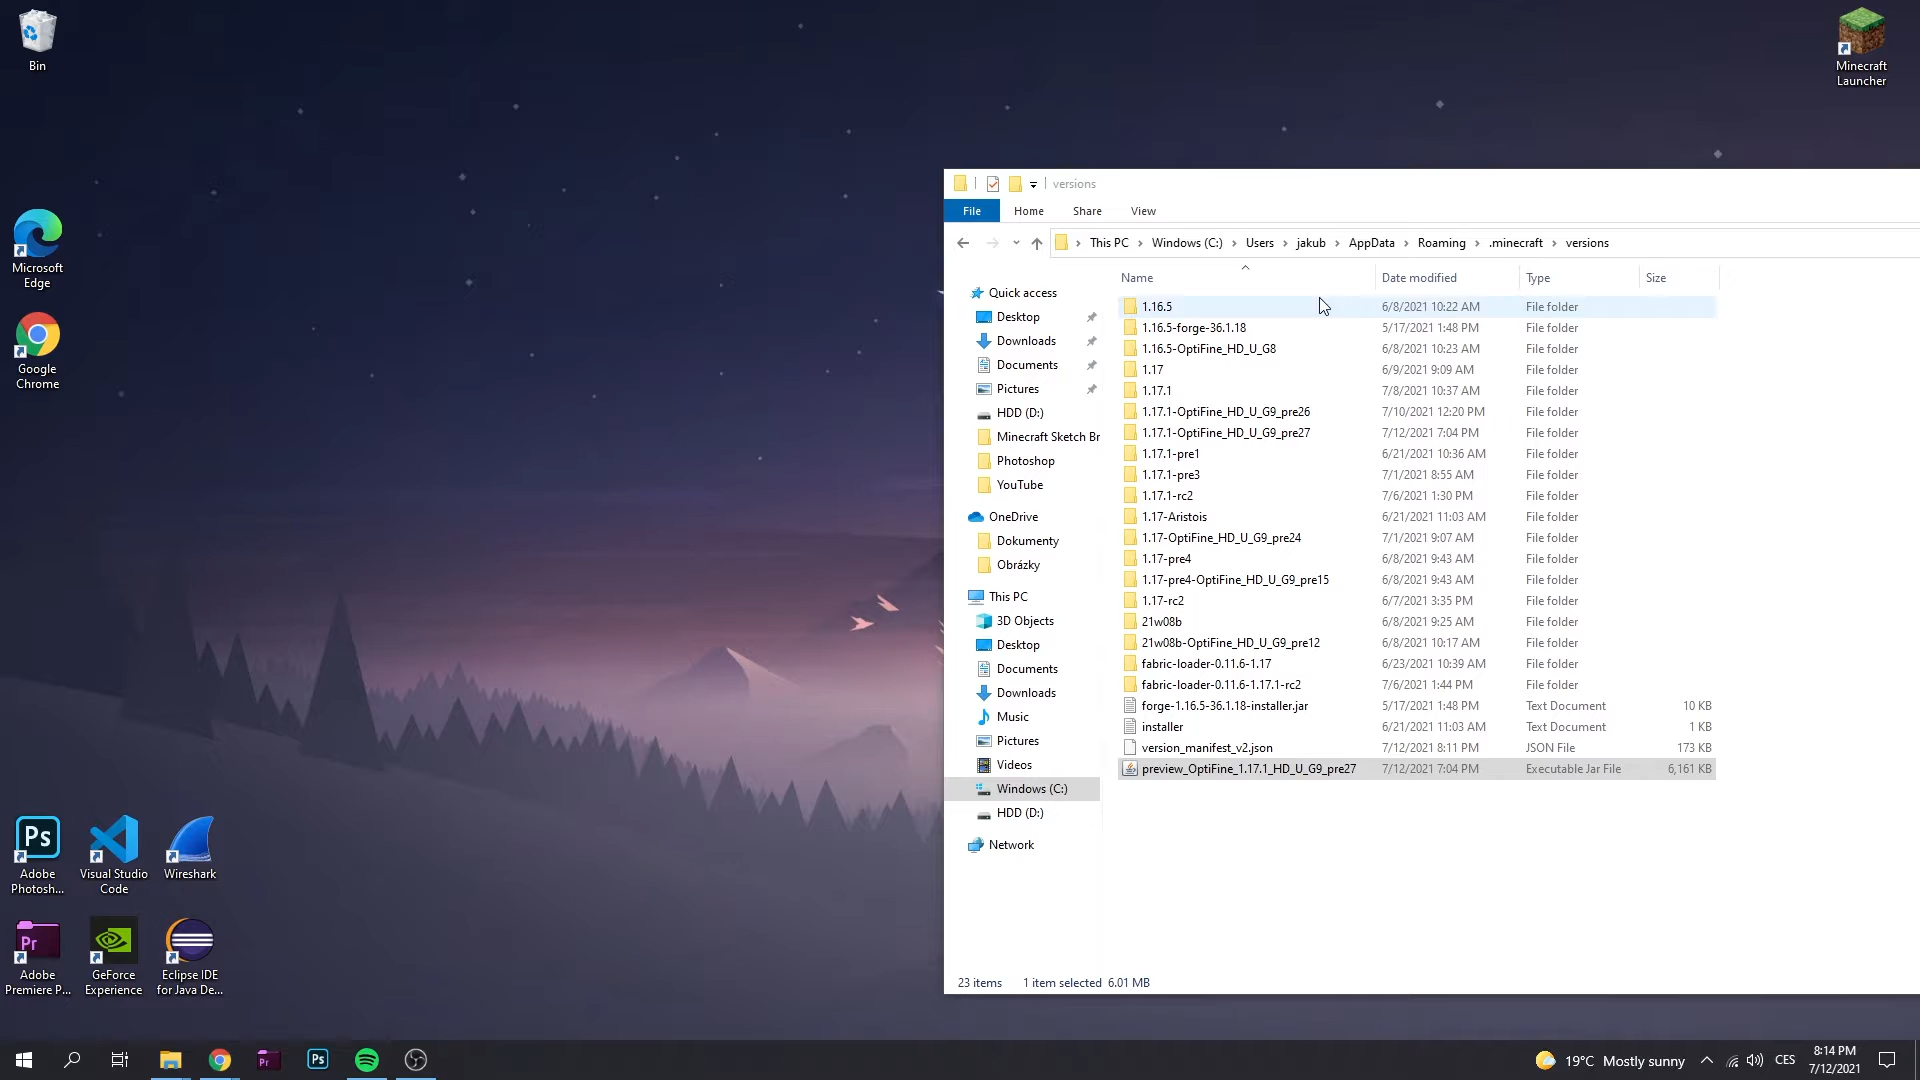 Bin
Minecraft
Launcher
Microsoft
Edge
Google
Chrome
Adobe
Photosh...
Visual Studio
Code
Wireshark
Adobe
Premiere P...
GeForce
Experience
Eclipse IDE
for Java De...
versions
File Home Share View
This PC › Windows (C:) › Users › jakub › AppData › Roaming › .minecraft › versions
Quick access
Desktop
Downloads
Documents
Pictures
HDD (D:)
Minecraft Sketch Br
Photoshop
YouTube
OneDrive
Dokumenty
Obrázky
This PC
3D Objects
Desktop
Documents
Downloads
Music
Pictures
Videos
Windows (C:)
HDD (D:)
Network
Name Date modified Type Size
1.16.5 6/8/2021 10:22 AM File folder
1.16.5-forge-36.1.18 5/17/2021 1:48 PM File folder
1.16.5-OptiFine_HD_U_G8 6/8/2021 10:23 AM File folder
1.17 6/9/2021 9:09 AM File folder
1.17.1 7/8/2021 10:37 AM File folder
1.17.1-OptiFine_HD_U_G9_pre26 7/10/2021 12:20 PM File folder
1.17.1-OptiFine_HD_U_G9_pre27 7/12/2021 7:04 PM File folder
1.17.1-pre1 6/21/2021 10:36 AM File folder
1.17.1-pre3 7/1/2021 8:55 AM File folder
1.17.1-rc2 7/6/2021 1:30 PM File folder
1.17-Aristois 6/21/2021 11:03 AM File folder
1.17-OptiFine_HD_U_G9_pre24 7/1/2021 9:07 AM File folder
1.17-pre4 6/8/2021 9:43 AM File folder
1.17-pre4-OptiFine_HD_U_G9_pre15 6/8/2021 9:43 AM File folder
1.17-rc2 6/7/2021 3:35 PM File folder
21w08b 6/8/2021 9:25 AM File folder
21w08b-OptiFine_HD_U_G9_pre12 6/8/2021 10:17 AM File folder
fabric-loader-0.11.6-1.17 6/23/2021 10:39 AM File folder
fabric-loader-0.11.6-1.17.1-rc2 7/6/2021 1:44 PM File folder
forge-1.16.5-36.1.18-installer.jar 5/17/2021 1:48 PM Text Document 10 KB
installer 6/21/2021 11:03 AM Text Document 1 KB
version_manifest_v2.json 7/12/2021 8:11 PM JSON File 173 KB
preview_OptiFine_1.17.1_HD_U_G9_pre27 7/12/2021 7:04 PM Executable Jar File 6,161 KB
23 items 1 item selected 6.01 MB
Ps
Pr
Pr
Ps
19°C Mostly sunny
CES
8:14 PM
7/12/2021